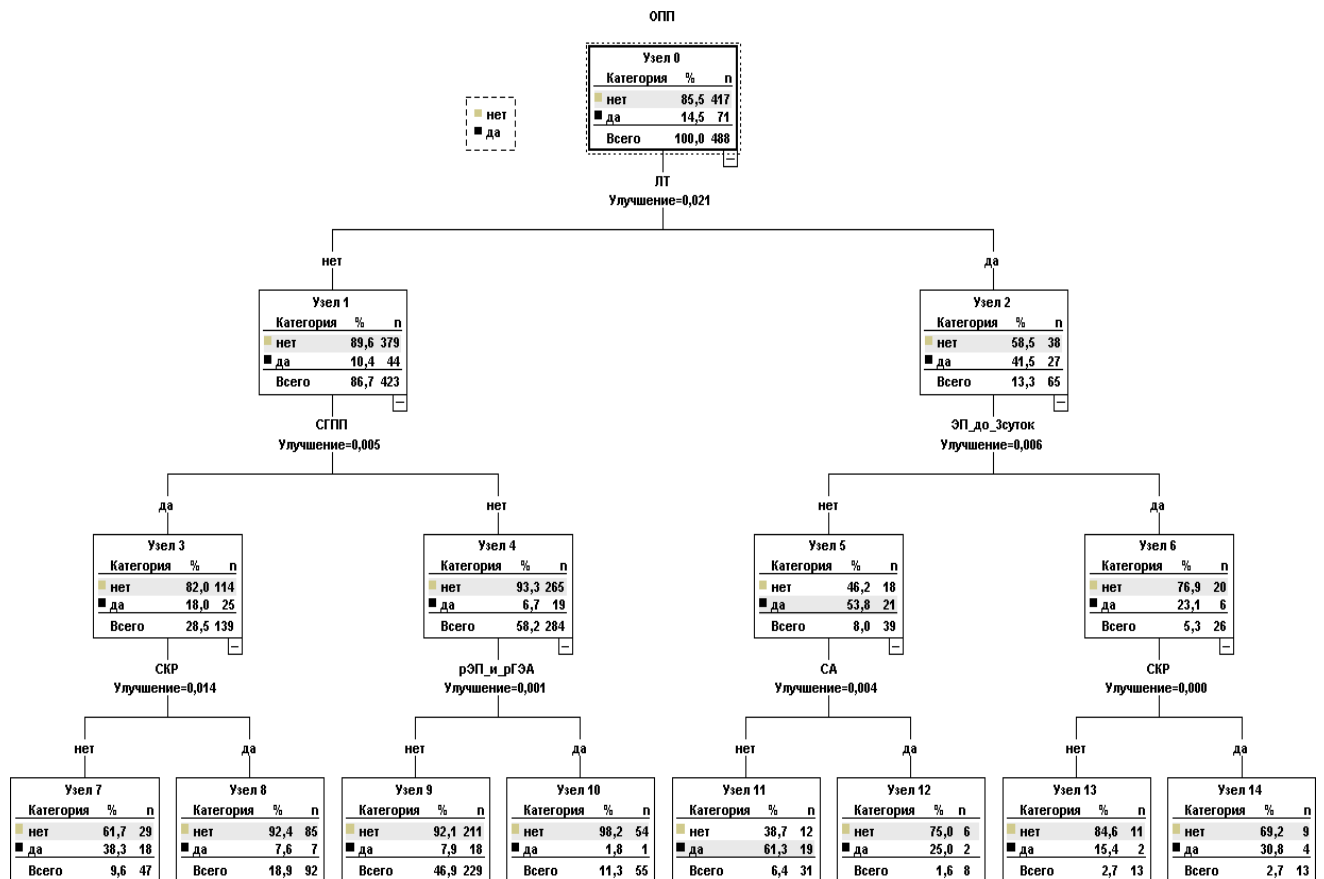 ОПП
нет
да
Узел 0
Категория % n
нет 85,5 417
да 14,5 71
Всего 100,0 488
ЛТ
Улучшение=0,021
нет
да
Узел 1
Категория % n
нет 89,6 379
да 10,4 44
Всего 86,7 423
Узел 2
Категория % n
нет 58,5 38
да 41,5 27
Всего 13,3 65
СГПП
Улучшение=0,005
ЭП_до_3суток
Улучшение=0,006
да
нет
нет
да
Узел 3
Категория % n
нет 82,0 114
да 18,0 25
Всего 28,5 139
Узел 4
Категория % n
нет 93,3 265
да 6,7 19
Всего 58,2 284
Узел 5
Категория % n
нет 46,2 18
да 53,8 21
Всего 8,0 39
Узел 6
Категория % n
нет 76,9 20
да 23,1 6
Всего 5,3 26
СКР
Улучшение=0,014
рЭП_и_рГЭА
Улучшение=0,001
СА
Улучшение=0,004
СКР
Улучшение=0,000
нет
да
нет
да
нет
да
нет
да
Узел 7
Категория % n
нет 61,7 29
да 38,3 18
Всего 9,6 47
Узел 8
Категория % n
нет 92,4 85
да 7,6 7
Всего 18,9 92
Узел 9
Категория % n
нет 92,1 211
да 7,9 18
Всего 46,9 229
Узел 10
Категория % n
нет 98,2 54
да 1,8 1
Всего 11,3 55
Узел 11
Категория % n
нет 38,7 12
да 61,3 19
Всего 6,4 31
Узел 12
Категория % n
нет 75,0 6
да 25,0 2
Всего 1,6 8
Узел 13
Категория % n
нет 84,6 11
да 15,4 2
Всего 2,7 13
Узел 14
Категория % n
нет 69,2 9
да 30,8 4
Всего 2,7 13